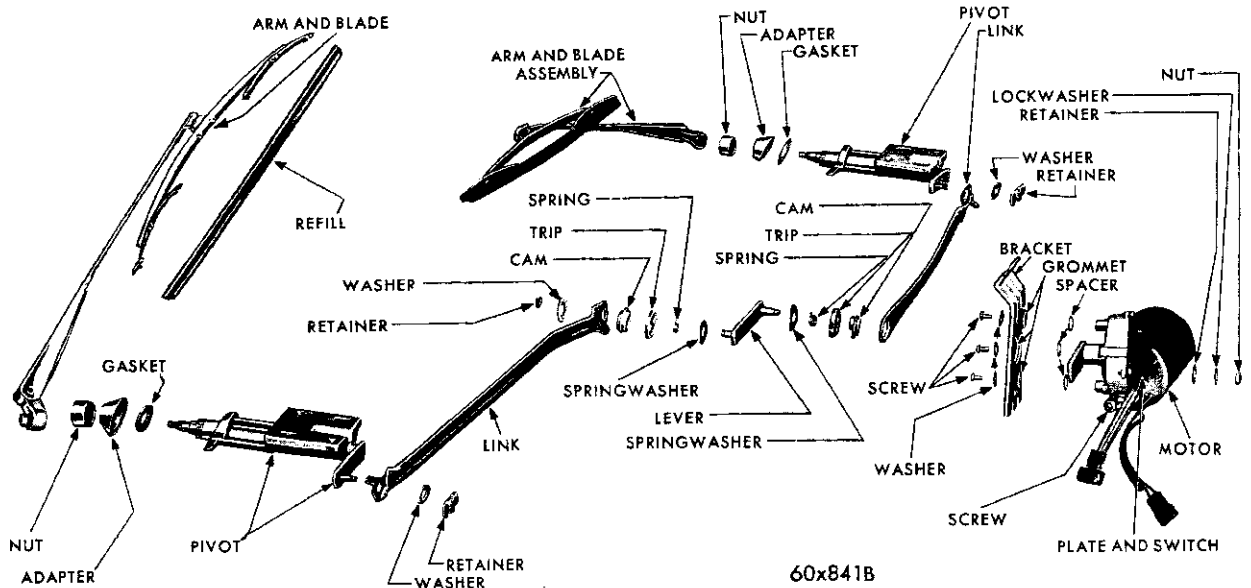 ARM AND BLADE
REFILL
ARM AND BLADE
ASSEMBLY
NUT
ADAPTER
GASKET
PIVOT
LINK
NUT
LOCKWASHER
RETAINER
WASHER
RETAINER
SPRING
TRIP
CAM
WASHER
RETAINER
CAM
TRIP
SPRING
BRACKET
GROMMET
SPACER
GASKET
SPRINGWASHER
LEVER
SPRINGWASHER
LINK
SCREW
WASHER
MOTOR
SCREW
PLATE AND SWITCH
NUT
ADAPTER
PIVOT
RETAINER
WASHER
60x841B